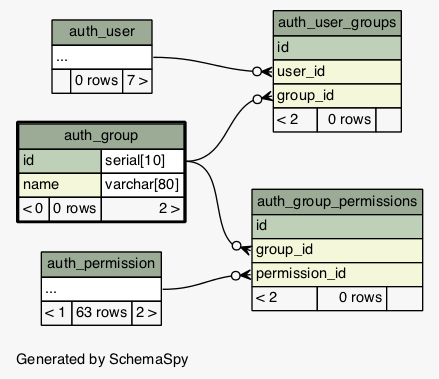 auth_user
...
0 rows 7 >
auth_user_groups
id
user_id
group_id
< 2 0 rows
auth_group
id serial[10]
name varchar[80]
< 0 0 rows 2 >
auth_group_permissions
id
group_id
permission_id
< 2 0 rows
auth_permission
...
< 1 63 rows 2 >
Generated by SchemaSpy